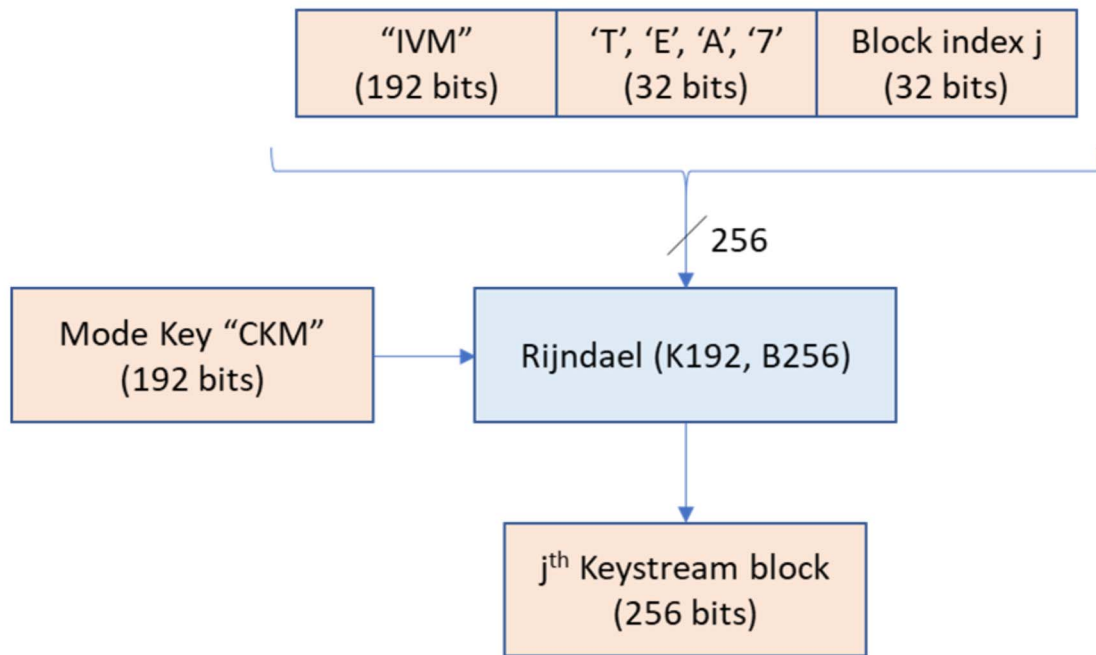 “IVM”
(192 bits)
‘T’, ‘E’, ‘A’, ‘7’
(32 bits)
Block index j
(32 bits)
256
Mode Key “CKM”
(192 bits)
Rijndael (K192, B256)
jth Keystream block
(256 bits)